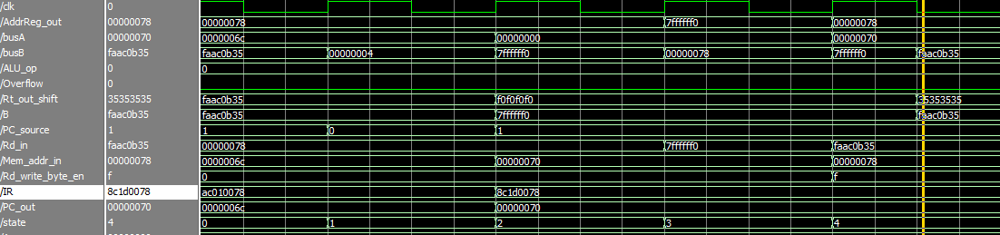 /clk 0
/AddrReg_out 00000078 00000078 7ffffff0 00000078
/busA 00000070 0000006c 00000000 00000070
/busB faac0b35 faac0b35 00000004 7ffffff0 00000078 7ffffff0 faac0b35
/ALU_op 0 0
/Overflow 0
/Rt_out_shift 35353535 faac0b35 f0f0f0f0 35353535
/B faac0b35 faac0b35 7ffffff0 faac0b35
/PC_source 1 1 0 1
/Rd_in faac0b35 00000078 7ffffff0 faac0b35
/Mem_addr_in 00000078 0000006c 00000070 00000078
/Rd_write_byte_en f 0 f
/IR 8c1d0078 ac010078 8c1d0078
/PC_out 00000070 0000006c 00000070
/state 4 0 1 2 3 4